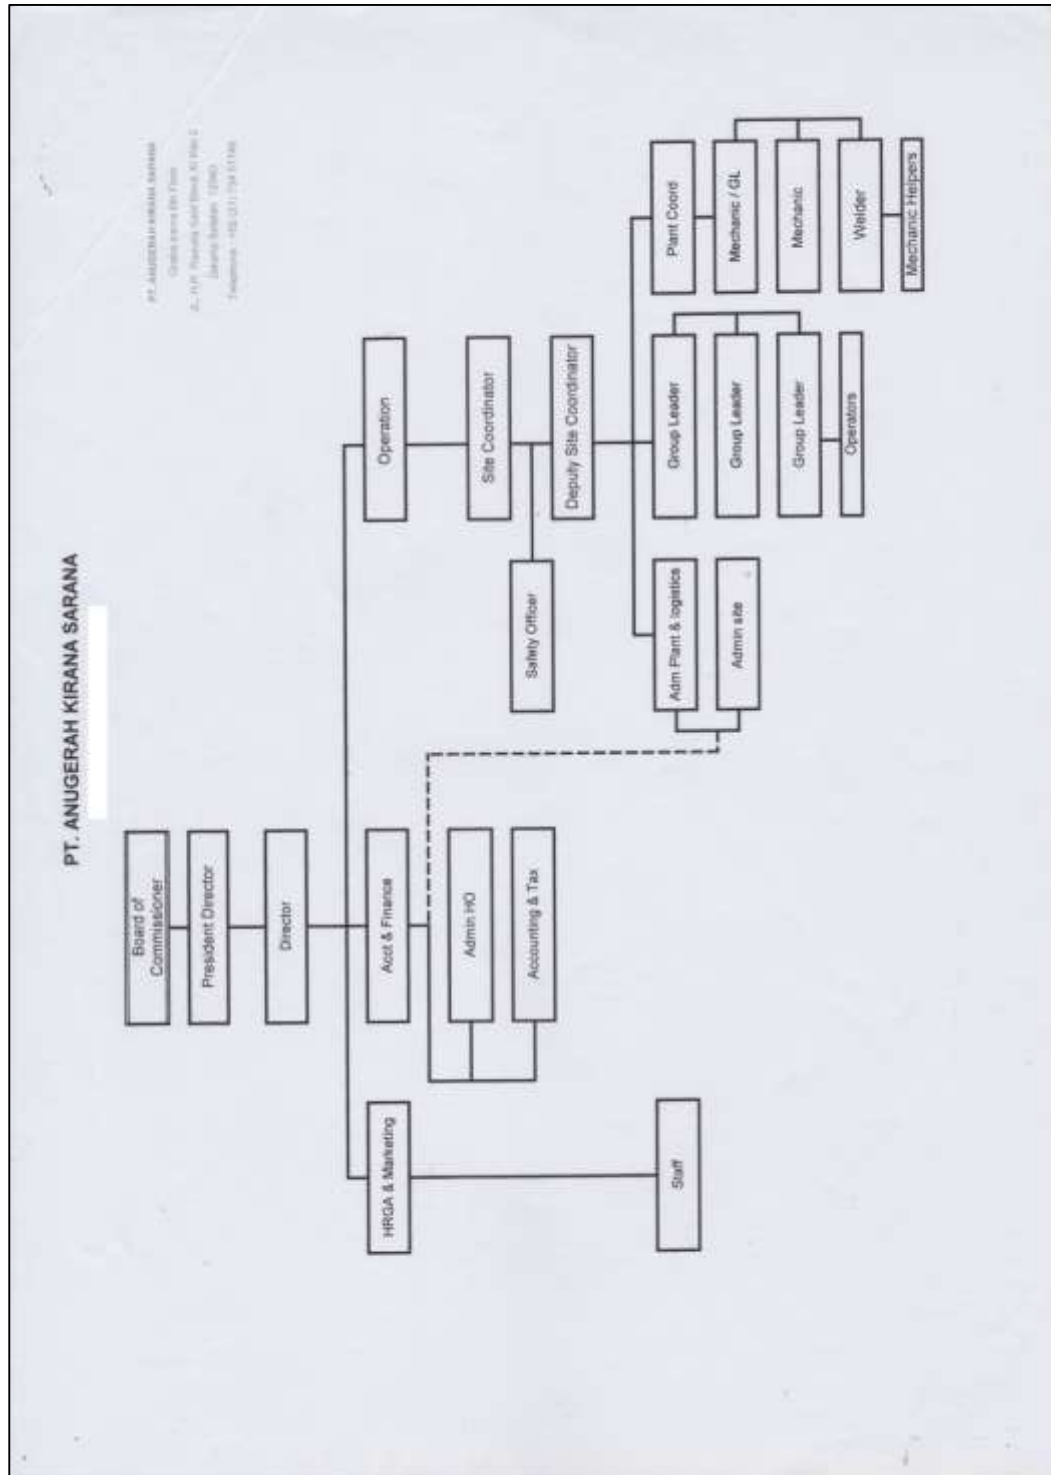 PT. ANUGERAH KIRANA SARANA
PT. ANUGERAH KIRANA SARANA
Board of
Commissioner
President Director
Director
HRGA & Marketing
Acct & Finance
Operation
Admin HO
Site Coordinator
Accounting & Tax
Safety Officer
Deputy Site Coordinator
Staff
Adm Plant & logistics
Group Leader
Plant Coord
Admin site
Group Leader
Mechanic / GL
Group Leader
Mechanic
Operators
Welder
Mechanic Helpers